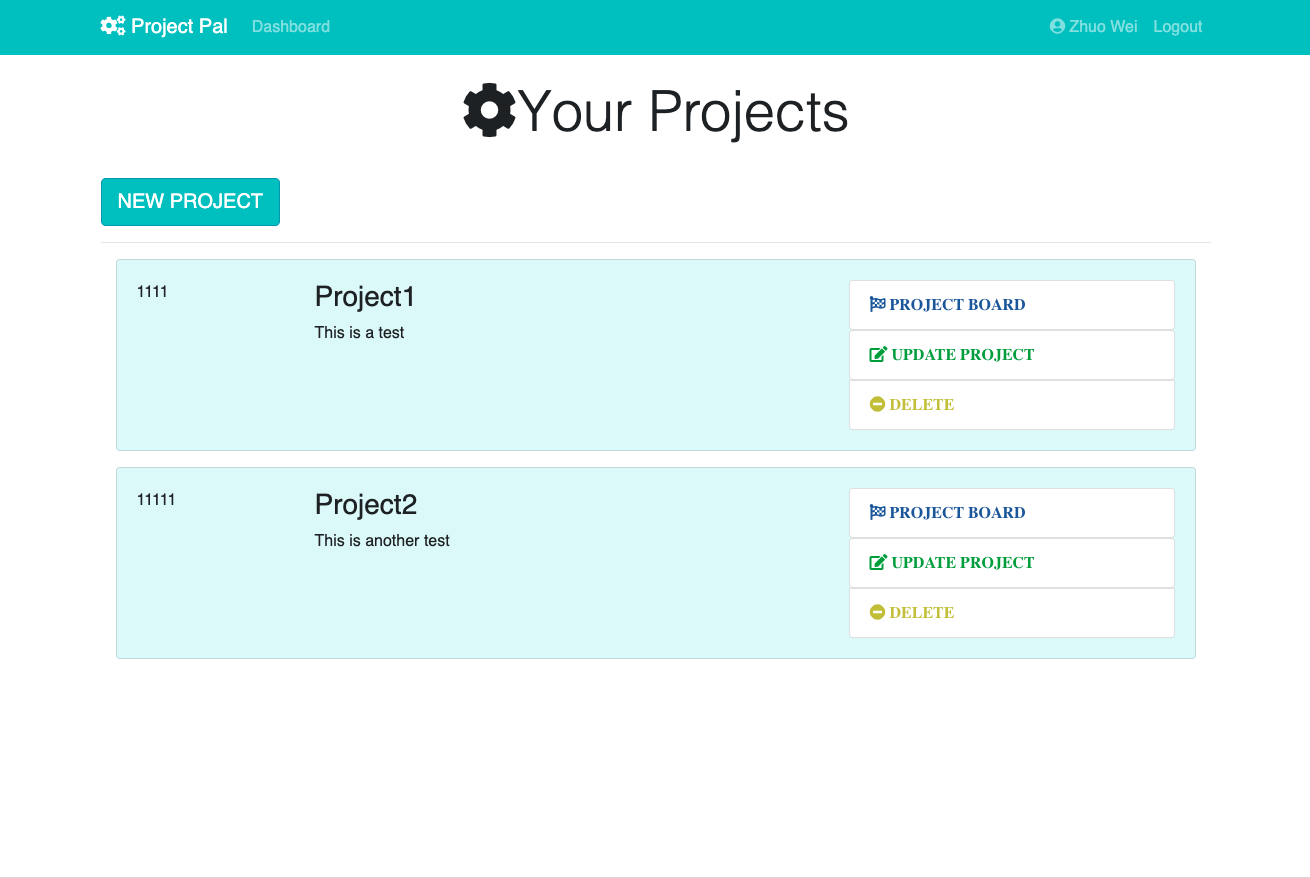 Project Pal Dashboard Zhuo Wei Logout
Your Projects
NEW PROJECT
1111
Project1
This is a test
PROJECT BOARD
UPDATE PROJECT
DELETE
11111
Project2
This is another test
PROJECT BOARD
UPDATE PROJECT
DELETE